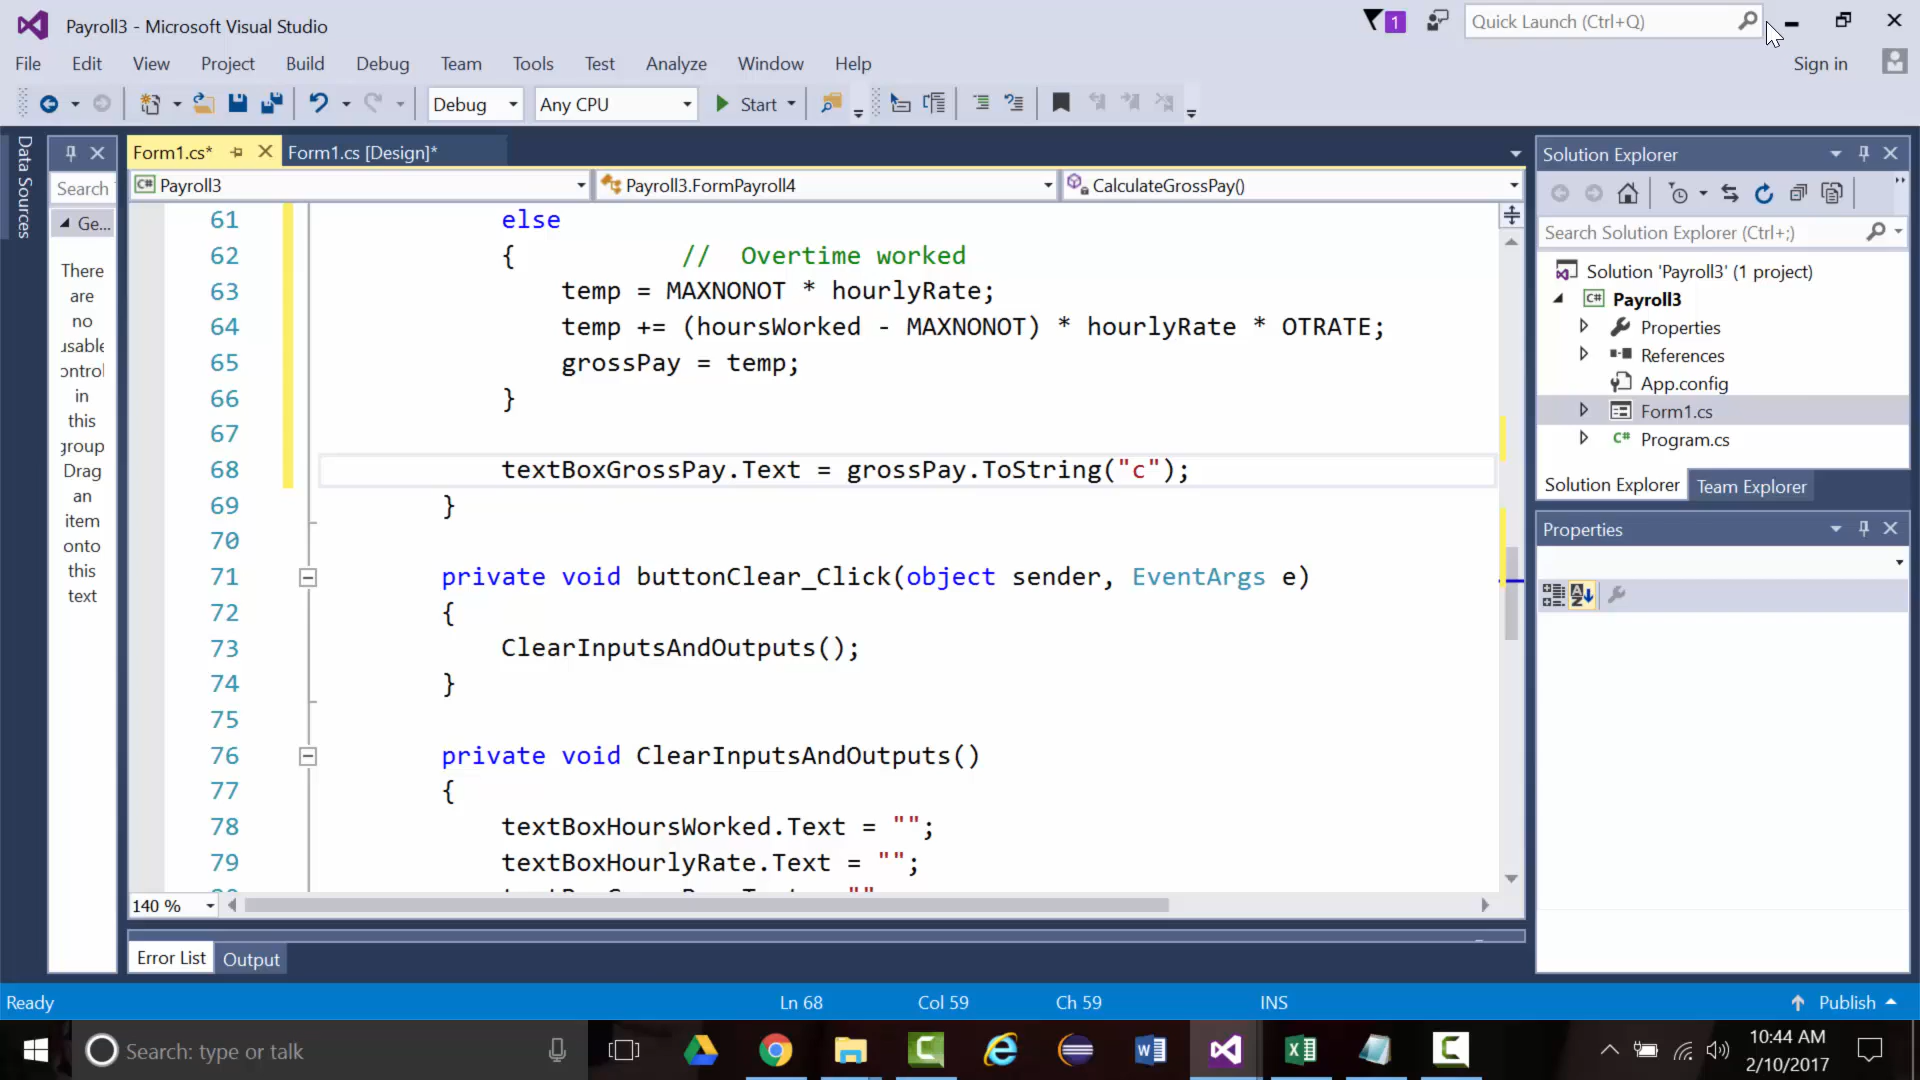 Payroll3 - Microsoft Visual Studio
1
Quick Launch (Ctrl+Q)
File Edit View Project Build Debug Team Tools Test Analyze Window Help
Sign in
Debug Any CPU Start
Data Sources
Form1.cs* Form1.cs [Design]*
Search
Payroll3 Payroll3.FormPayroll4 CalculateGrossPay()
Ge...
There
are
no
usable
control
in
this
group
Drag
an
item
onto
this
text
61 else
62 { // Overtime worked
63 temp = MAXNONOT * hourlyRate;
64 temp += (hoursWorked - MAXNONOT) * hourlyRate * OTRATE;
65 grossPay = temp;
66 }
67
68 textBoxGrossPay.Text = grossPay.ToString("c");
69 }
70
71 private void buttonClear_Click(object sender, EventArgs e)
72 {
73 ClearInputsAndOutputs();
74 }
75
76 private void ClearInputsAndOutputs()
77 {
78 textBoxHoursWorked.Text = "";
79 textBoxHourlyRate.Text = "";
140 %
Error List Output
Solution Explorer
Search Solution Explorer (Ctrl+;)
Solution 'Payroll3' (1 project)
Payroll3
Properties
References
App.config
Form1.cs
Program.cs
Solution Explorer Team Explorer
Properties
Ready Ln 68 Col 59 Ch 59 INS Publish
Search: type or talk
10:44 AM
2/10/2017